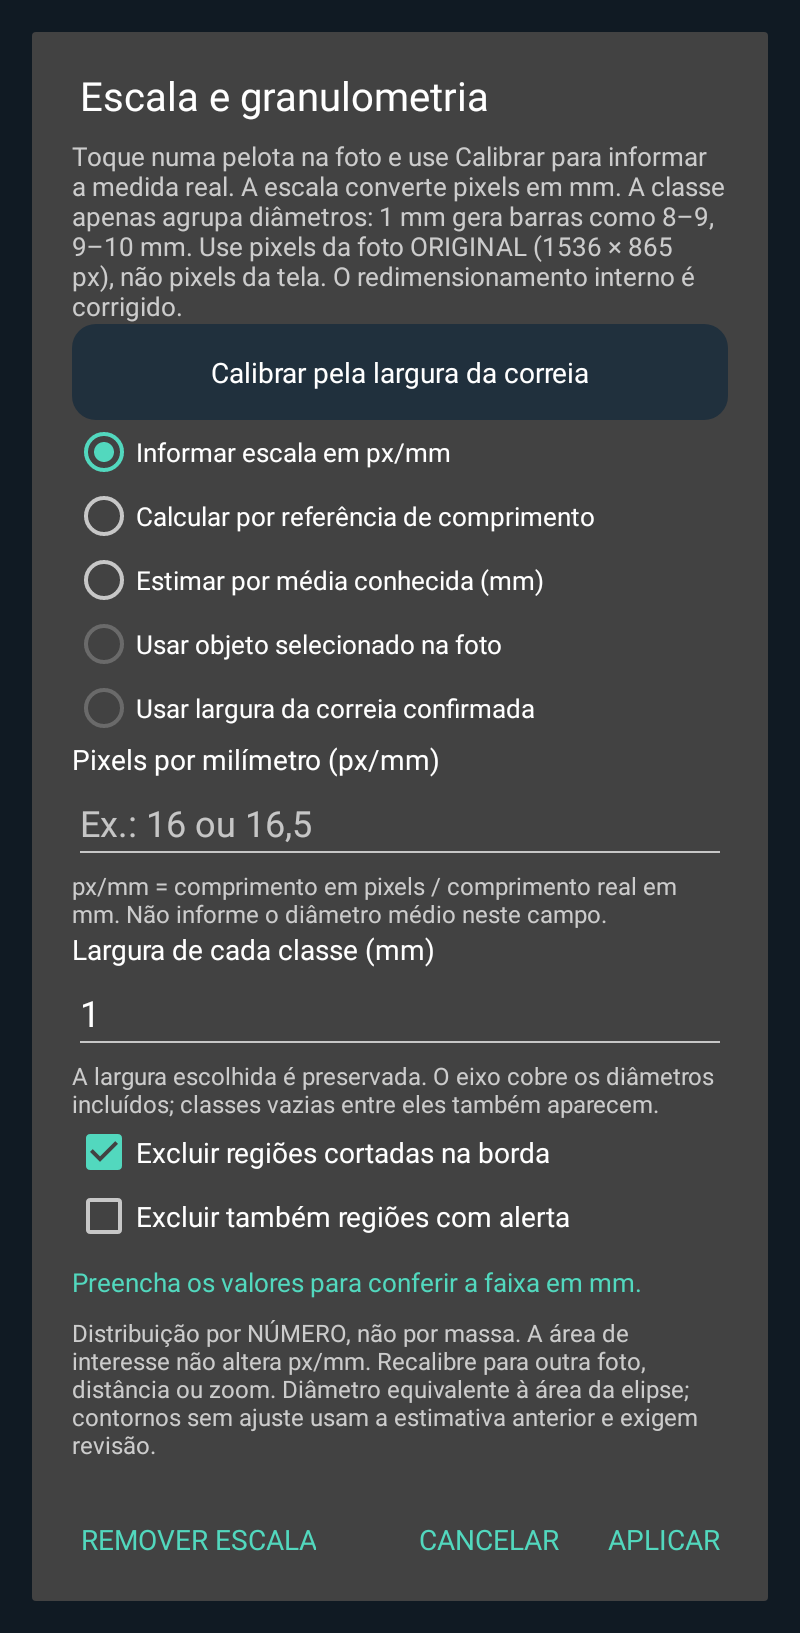 Escala e granulometria
Toque numa pelota na foto e use Calibrar para informar
a medida real. A escala converte pixels em mm. A classe
apenas agrupa diâmetros: 1 mm gera barras como 8–9,
9–10 mm. Use pixels da foto ORIGINAL (1536 × 865
px), não pixels da tela. O redimensionamento interno é
corrigido.
Calibrar pela largura da correia
Informar escala em px/mm
Calcular por referência de comprimento
Estimar por média conhecida (mm)
Usar objeto selecionado na foto
Usar largura da correia confirmada
Pixels por milímetro (px/mm)
Ex.: 16 ou 16,5
px/mm = comprimento em pixels / comprimento real em
mm. Não informe o diâmetro médio neste campo.
Largura de cada classe (mm)
1
A largura escolhida é preservada. O eixo cobre os diâmetros
incluídos; classes vazias entre eles também aparecem.
Excluir regiões cortadas na borda
Excluir também regiões com alerta
Preencha os valores para conferir a faixa em mm.
Distribuição por NÚMERO, não por massa. A área de
interesse não altera px/mm. Recalibre para outra foto,
distância ou zoom. Diâmetro equivalente à área da elipse;
contornos sem ajuste usam a estimativa anterior e exigem
revisão.
REMOVER ESCALA CANCELAR APLICAR